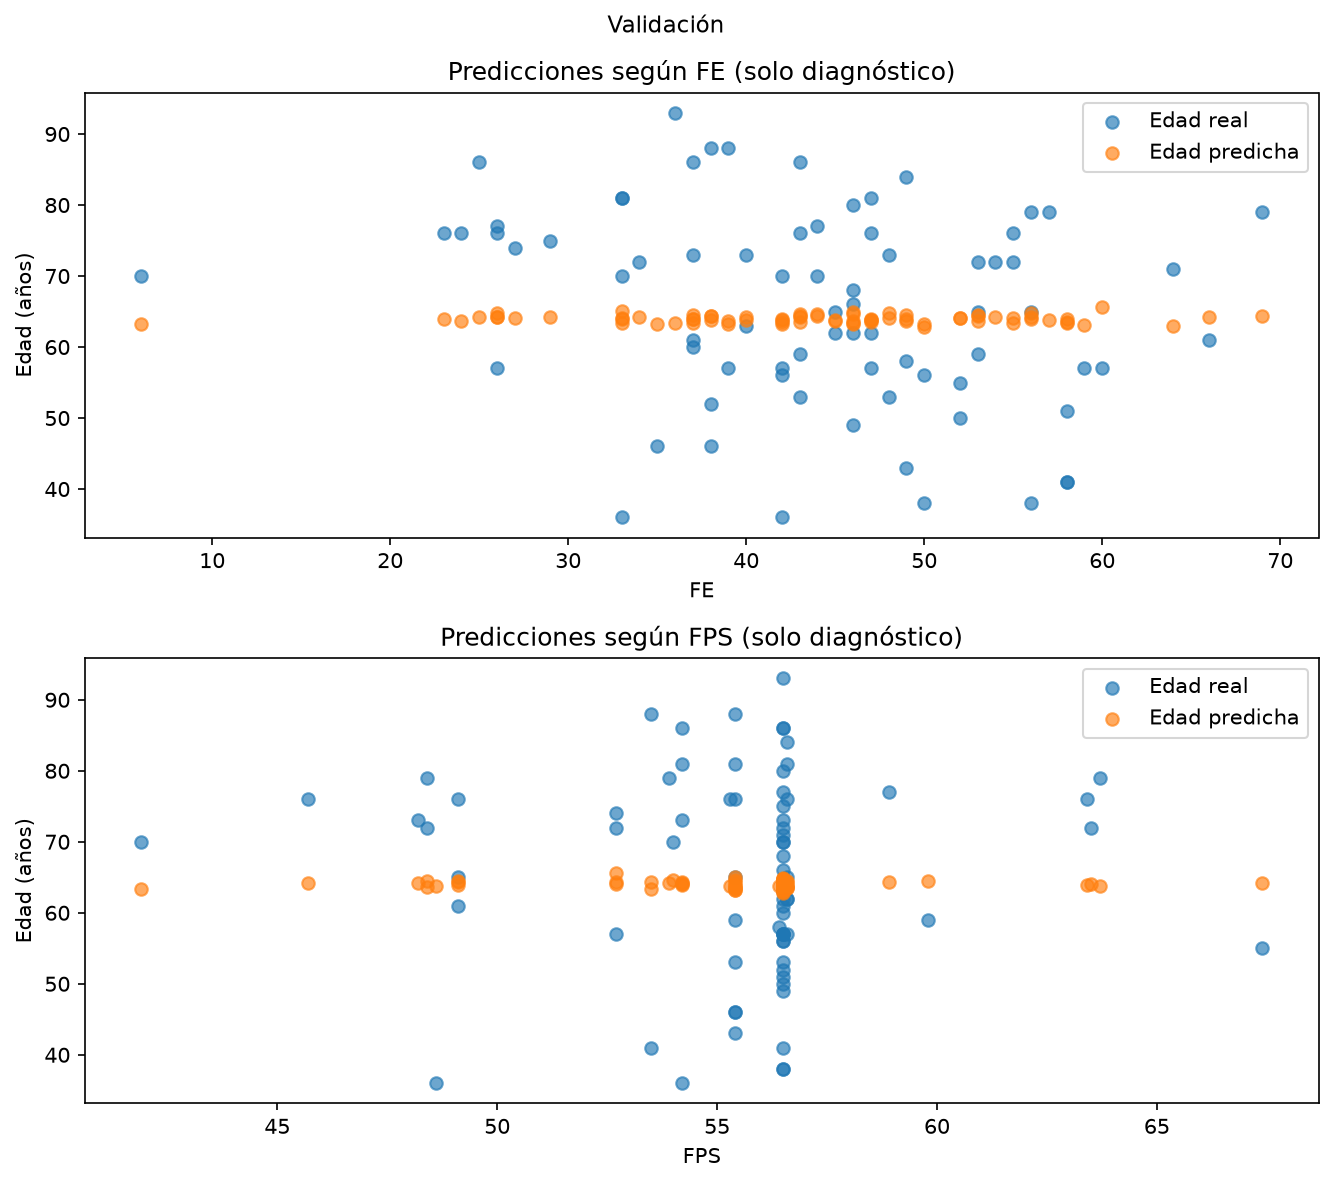 Validación
Predicciones según FE (solo diagnóstico)
Edad real
Edad predicha
90
80
70
60
50
40
Edad (años)
10 20 30 40 50 60 70
FE
Predicciones según FPS (solo diagnóstico)
Edad real
Edad predicha
90
80
70
60
50
40
Edad (años)
45 50 55 60 65
FPS